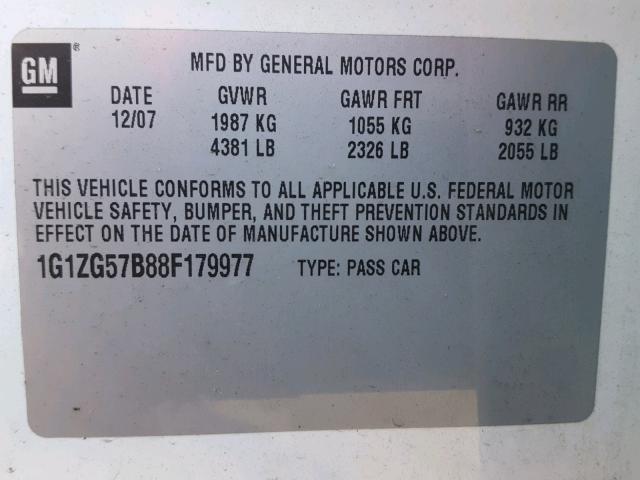 GM®
MFD BY GENERAL MOTORS CORP.
DATE GVWR GAWR FRT GAWR RR
12/07 1987 KG 1055 KG 932 KG
4381 LB 2326 LB 2055 LB
THIS VEHICLE CONFORMS TO ALL APPLICABLE U.S. FEDERAL MOTOR
VEHICLE SAFETY, BUMPER, AND THEFT PREVENTION STANDARDS IN
EFFECT ON THE DATE OF MANUFACTURE SHOWN ABOVE.
1G1ZG57B88F179977 TYPE: PASS CAR